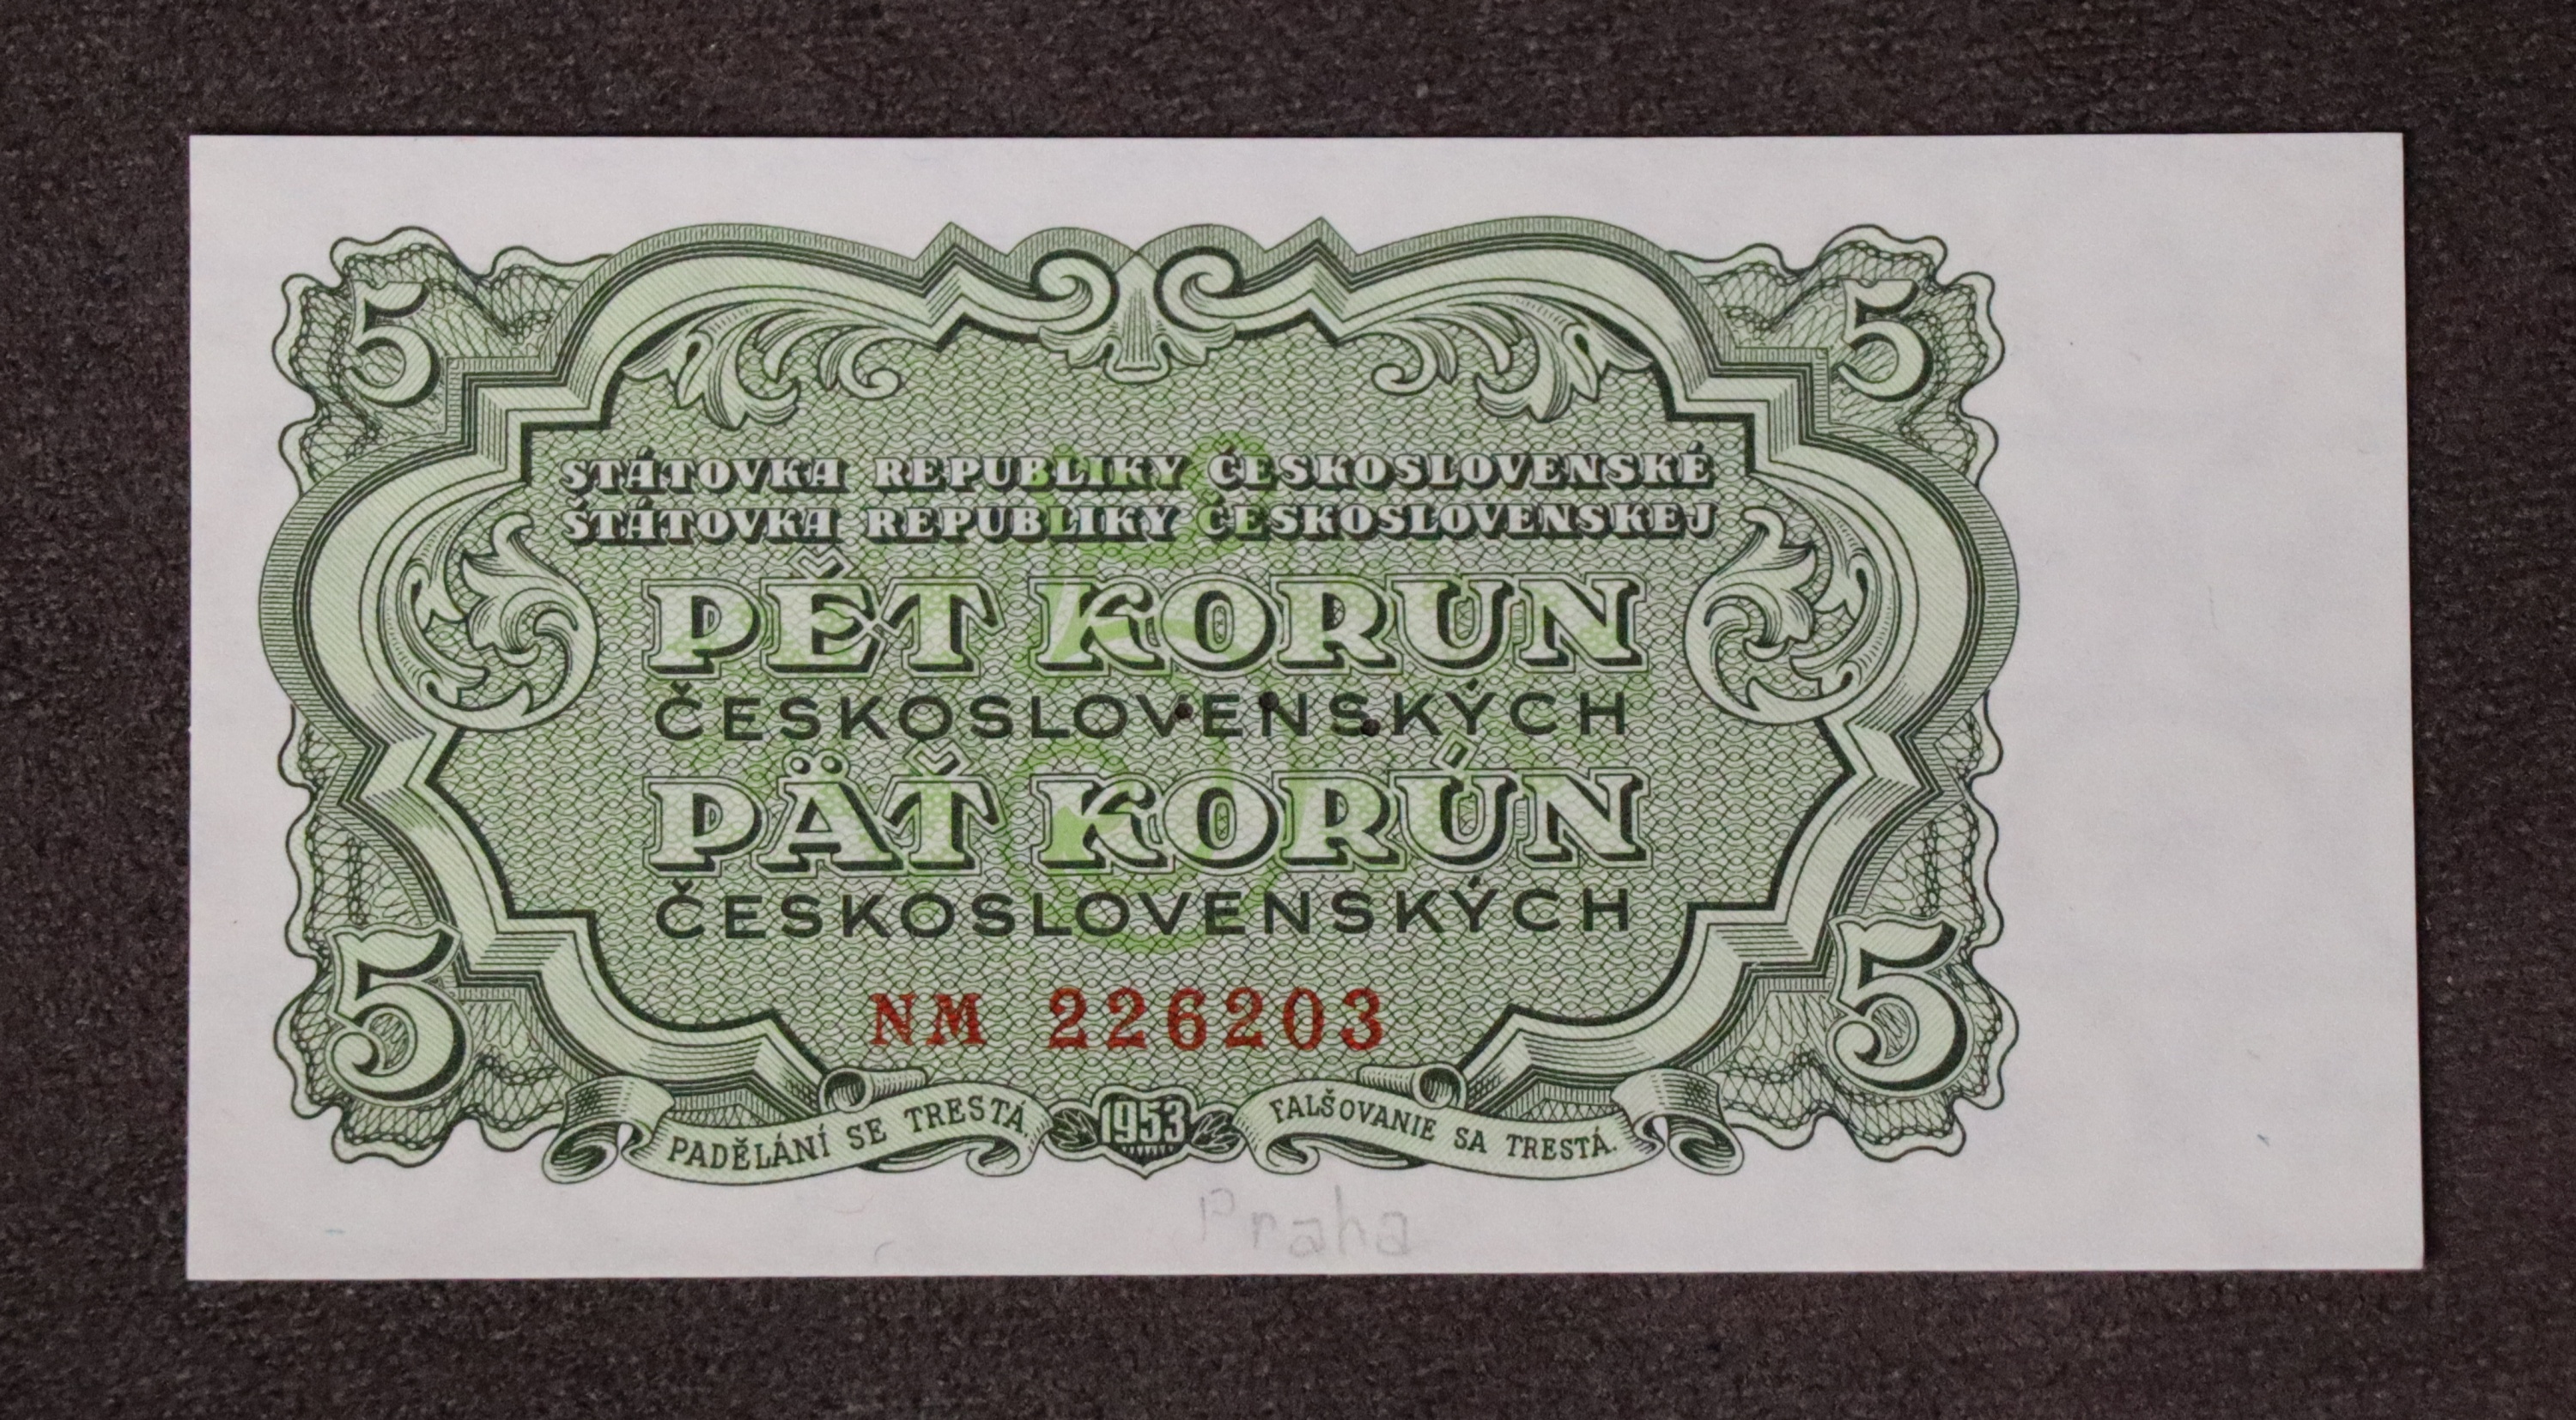 5 5
STÁTOVKA REPUBLIKY ČESKOSLOVENSKÉ
ŠTÁTOVKA REPUBLIKY ČESKOSLOVENSKEJ
PĚT KORUN
ČESKOSLOVENSKÝCH
PÄŤ KORÚN
ČESKOSLOVENSKÝCH
5 5
NM 226203
PADĚLÁNÍ SE TRESTÁ. 1953 FALŠOVANIE SA TRESTÁ.
Praha